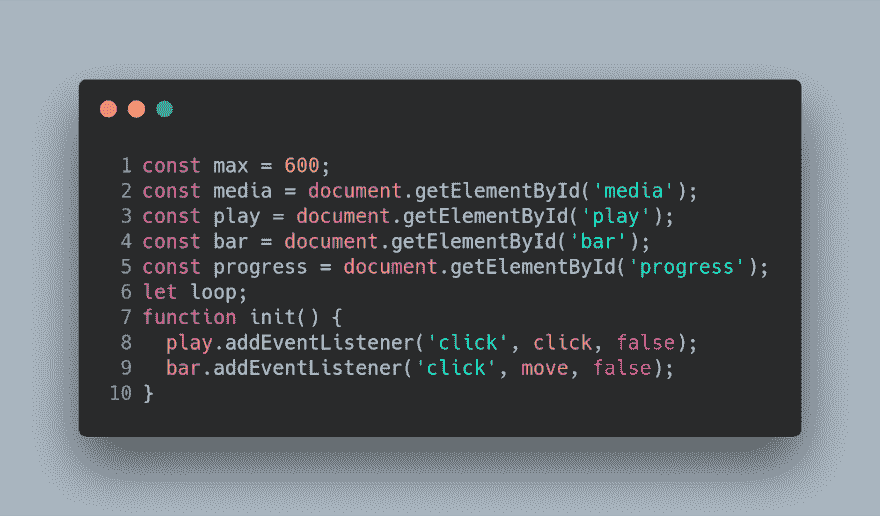 1 const max = 600;
2 const media = document.getElementById('media');
3 const play = document.getElementById('play');
4 const bar = document.getElementById('bar');
5 const progress = document.getElementById('progress');
6 let loop;
7 function init() {
8   play.addEventListener('click', click, false);
9   bar.addEventListener('click', move, false);
10 }